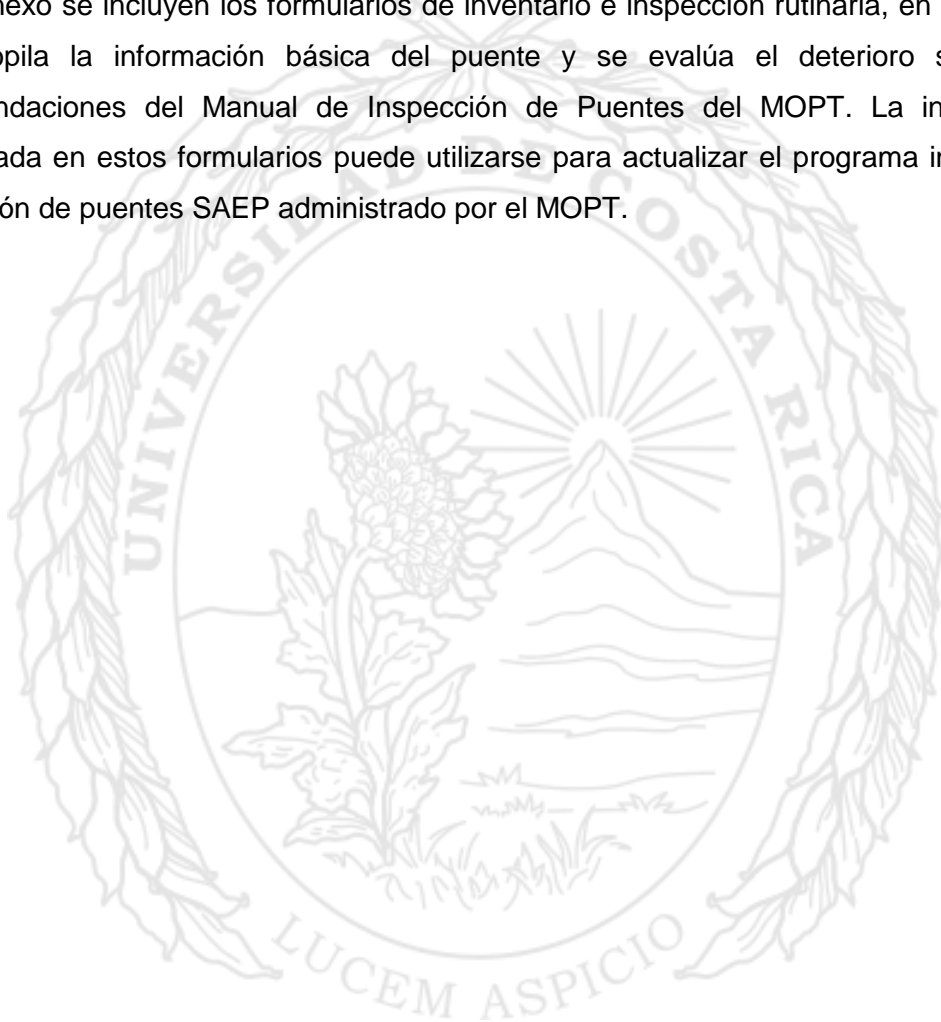 nexo se incluyen los formularios de inventario e inspección rutinaria, en
opila la información básica del puente y se evalúa el deterioro s
ndaciones del Manual de Inspección de Puentes del MOPT. La in
ada en estos formularios puede utilizarse para actualizar el programa in
ión de puentes SAEP administrado por el MOPT.
UNIVERSIDAD DE COSTA RICA
LUCEM ASPICIO